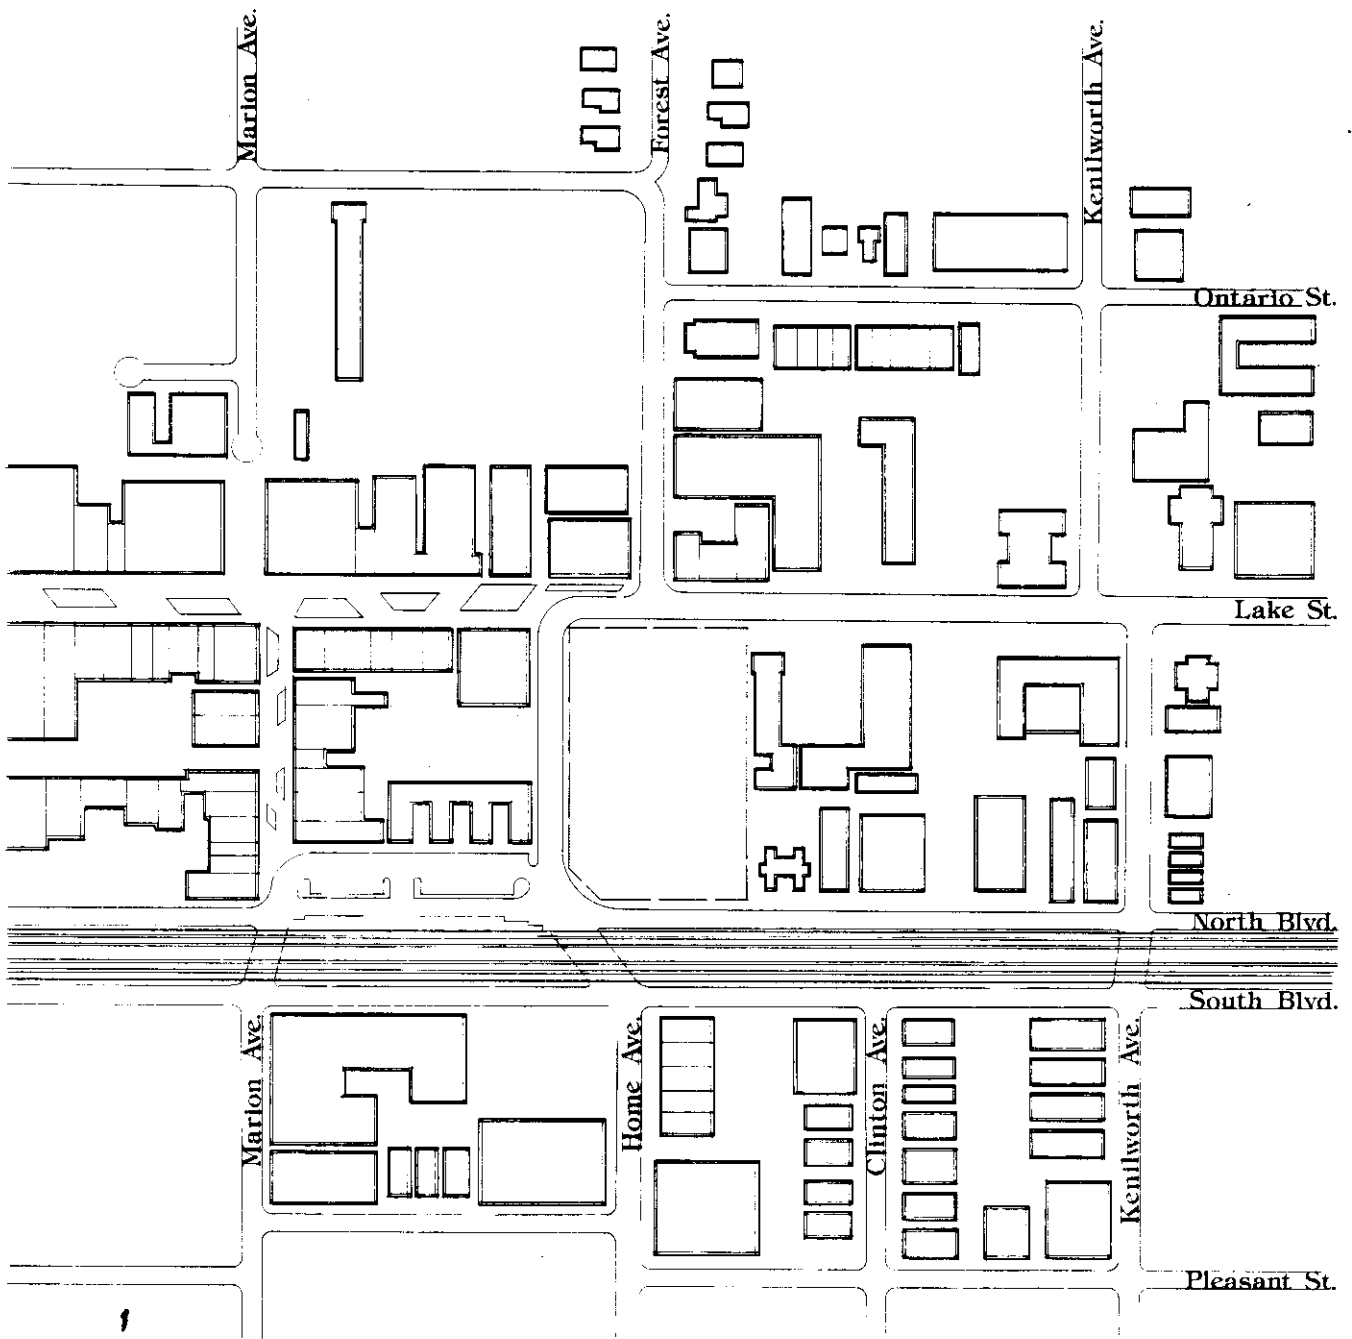 Marion Ave.
Forest Ave.
Kenilworth Ave.
Ontario St.
Lake St.
North Blvd.
South Blvd.
Marion Ave.
Home Ave.
Clinton Ave.
Kenilworth Ave.
Pleasant St.
1